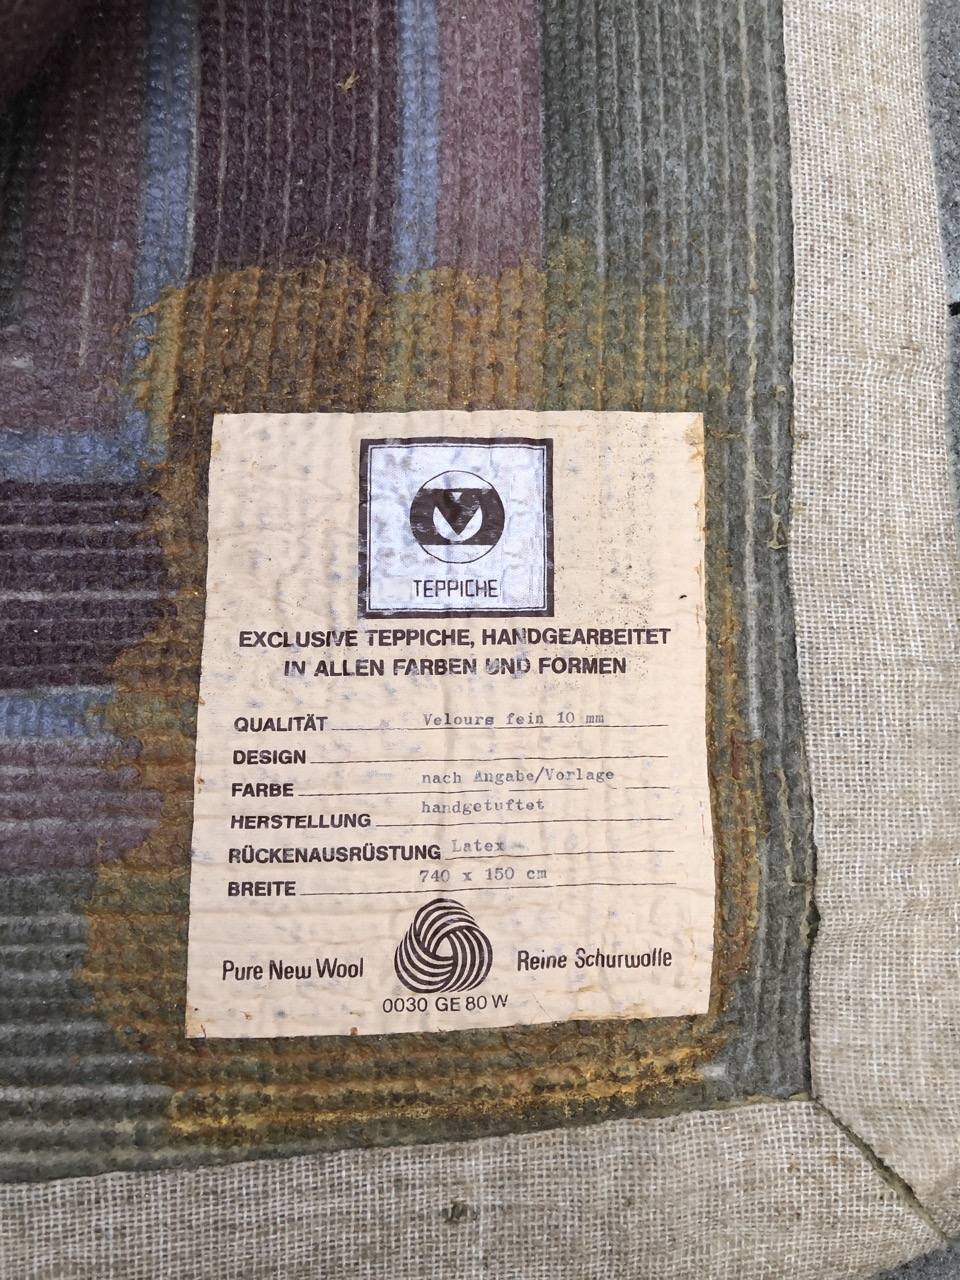 TEPPICHE
EXCLUSIVE TEPPICHE, HANDGEARBEITET
IN ALLEN FARBEN UND FORMEN
QUALITÄT Velours fein 10 mm
DESIGN
FARBE nach Angabe/Vorlage
HERSTELLUNG handgetuftet
RÜCKENAUSRÜSTUNG Latex
BREITE 740 x 150 cm
Pure New Wool Reine Schurwolle
0030 GE 80 W